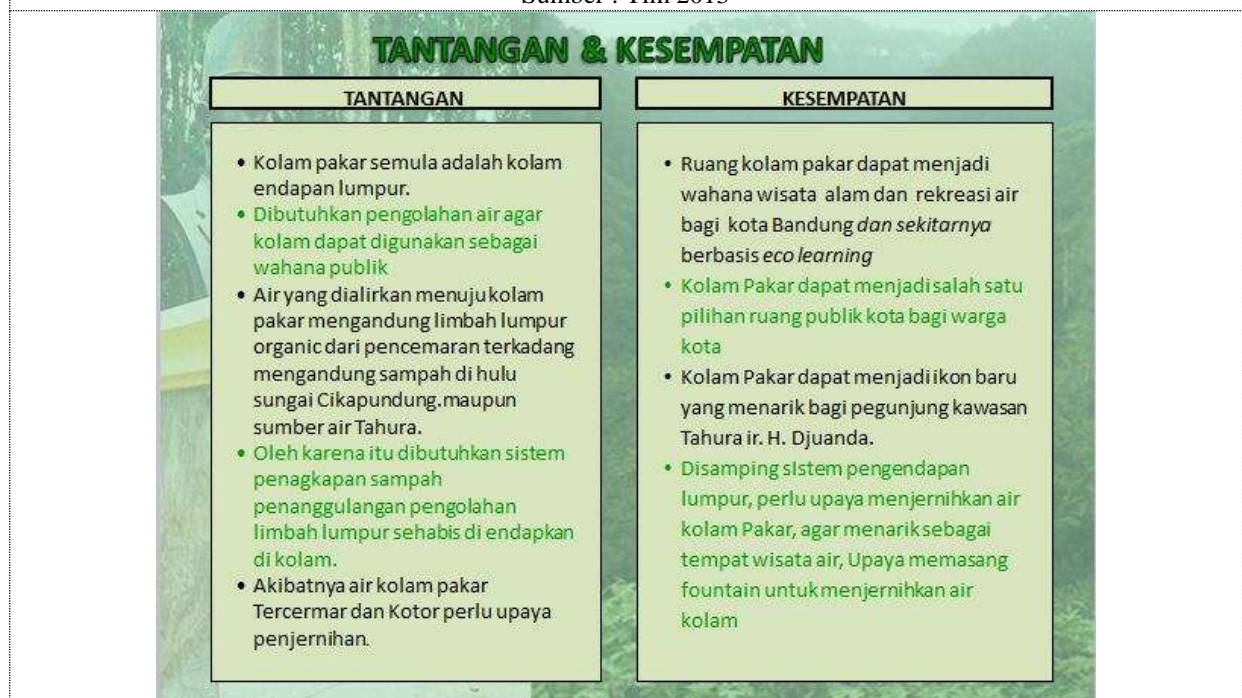 TANTANGAN & KESEMPATAN
TANTANGAN
• Kolam pakar semula adalah kolam
endapan lumpur.
• Dibutuhkan pengolahan air agar
kolam dapat digunakan sebagai
wahana publik
• Air yang dialirkan menuju kolam
pakar mengandung limbah lumpur
organic dari pencemaran terkadang
mengandung sampah di hulu
sungai Cikapundung.maupun
sumber air Tahura.
• Oleh karena itu dibutuhkan sistem
penagkapan sampah
penanggulangan pengolahan
limbah lumpur sehabis di endapkan
di kolam.
• Akibatnya air kolam pakar
Tercermar dan Kotor perlu upaya
penjernihan.
KESEMPATAN
• Ruang kolam pakar dapat menjadi
wahana wisata alam dan rekreasi air
bagi kota Bandung dan sekitarnya
berbasis eco learning
• Kolam Pakar dapat menjadi salah satu
pilihan ruang publik kota bagi warga
kota
• Kolam Pakar dapat menjadi ikon baru
yang menarik bagi pegunjung kawasan
Tahura ir. H. Djuanda.
• Disamping sIstem pengendapan
lumpur, perlu upaya menjernihkan air
kolam Pakar, agar menarik sebagai
tempat wisata air, Upaya memasang
fountain untuk menjernihkan air
kolam